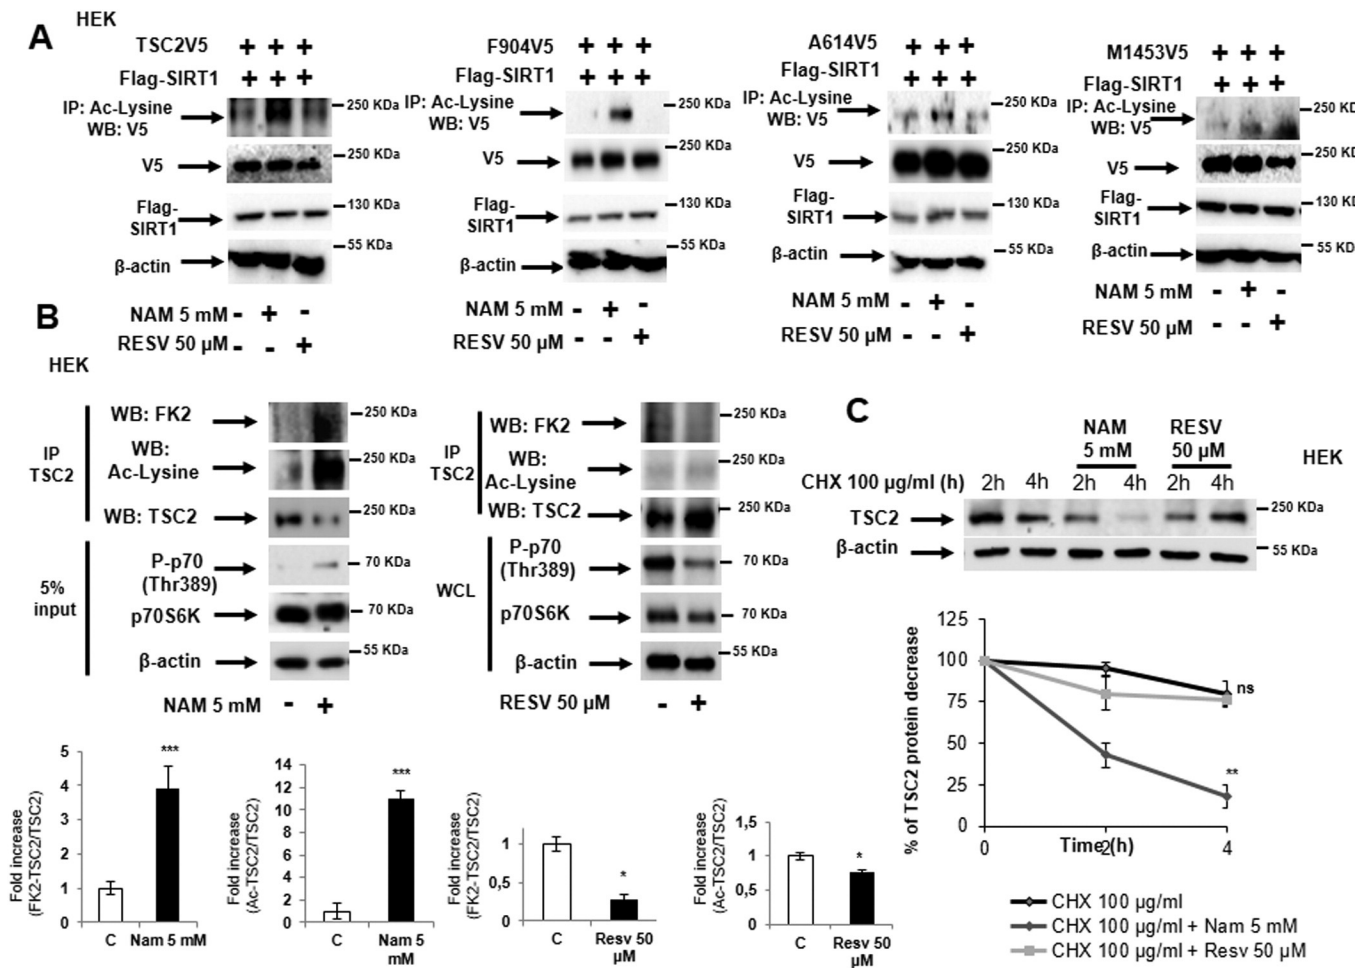 HEK
A
TSC2V5 + + +
Flag-SIRT1 + + +
IP: Ac-Lysine
WB: V5
250 KDa
V5
250 KDa
Flag-
SIRT1
130 KDa
β-actin
55 KDa
NAM 5 mM - + -
RESV 50 µM - - +
F904V5 + + +
Flag-SIRT1 + + +
IP: Ac-Lysine
WB: V5
250 KDa
V5
250 KDa
Flag-
SIRT1
130 KDa
β-actin
55 KDa
NAM 5 mM - + -
RESV 50 µM - - +
A614V5 + + +
Flag-SIRT1 + + +
IP: Ac-Lysine
WB: V5
250 KDa
V5
250 KDa
Flag-
SIRT1
130 KDa
β-actin
55 KDa
NAM 5 mM - + -
RESV 50 µM - - +
M1453V5 + + +
Flag-SIRT1 + + +
IP: Ac-Lysine
WB: V5
250 KDa
V5
250 KDa
Flag-
SIRT1
130 KDa
β-actin
55 KDa
NAM 5 mM - + -
RESV 50 µM - - +
B
HEK
IP
TSC2
WB: FK2
250 KDa
WB:
Ac-Lysine
250 KDa
WB: TSC2
250 KDa
5%
input
P-p70
(Thr389)
70 KDa
p70S6K
70 KDa
β-actin
55 KDa
NAM 5 mM - +
IP
TSC2
WB: FK2
250 KDa
WB:
Ac-Lysine
250 KDa
WB: TSC2
250 KDa
WCL
P-p70
(Thr389)
70 KDa
p70S6K
70 KDa
β-actin
55 KDa
RESV 50 µM - +
Fold increase
(FK2-TSC2/TSC2)
5
4
3
2
1
0
***
C Nam 5 mM
Fold increase
(Ac-TSC2/TSC2)
14
12
10
8
6
4
2
0
***
C Nam 5
mM
Fold increase
(FK2-TSC2/TSC2)
1
0,5
0
*
C Resv 50
µM
Fold increase
(Ac-TSC2/TSC2)
1,5
1
0,5
0
*
C Resv 50
µM
C
NAM
5 mM
RESV
50 µM
HEK
CHX 100 µg/ml (h) 2h 4h 2h 4h 2h 4h
TSC2
250 KDa
β-actin
55 KDa
% of TSC2 protein decrease
125
100
75
50
25
0
ns
**
0 2 4
Time (h)
CHX 100 µg/ml
CHX 100 µg/ml + Nam 5 mM
CHX 100 µg/ml + Resv 50 µM